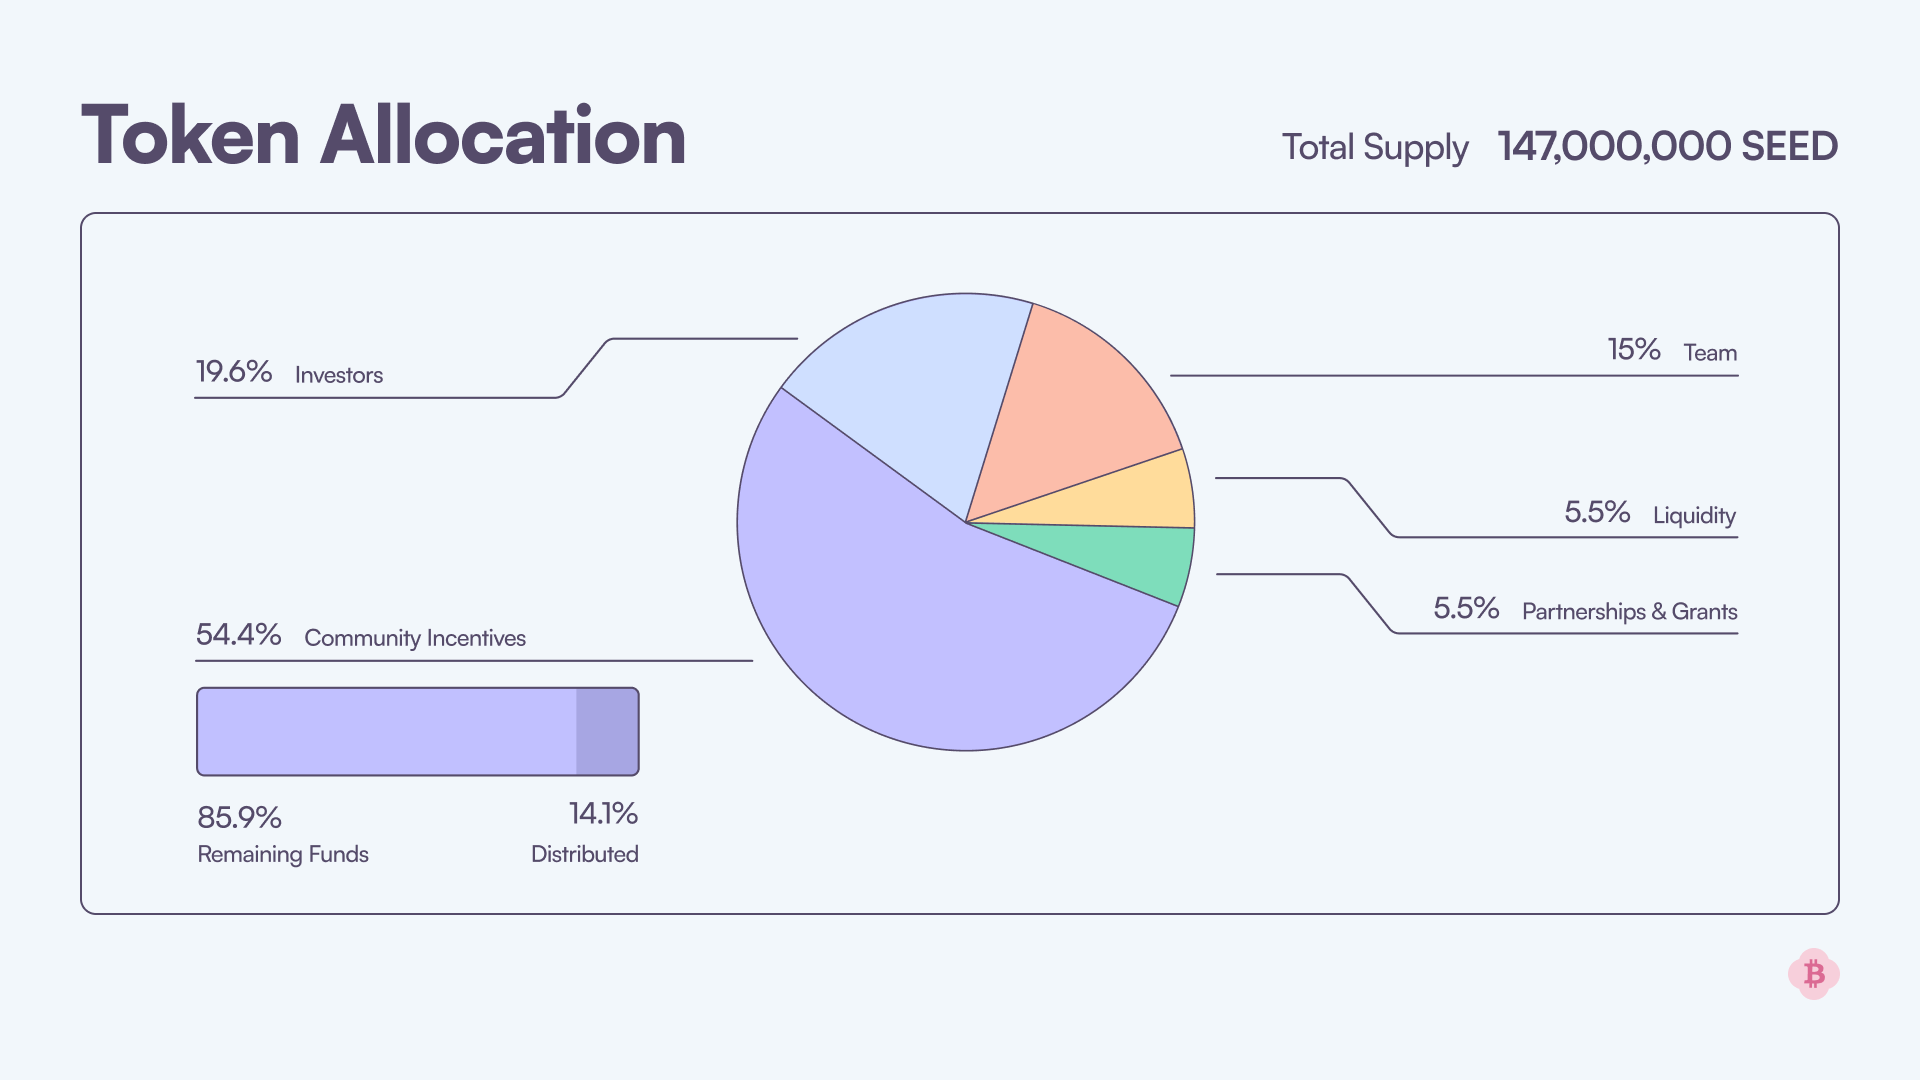 Token Allocation
Total Supply 147,000,000 SEED
19.6% Investors
15% Team
5.5% Liquidity
5.5% Partnerships & Grants
54.4% Community Incentives
85.9%
Remaining Funds
14.1%
Distributed